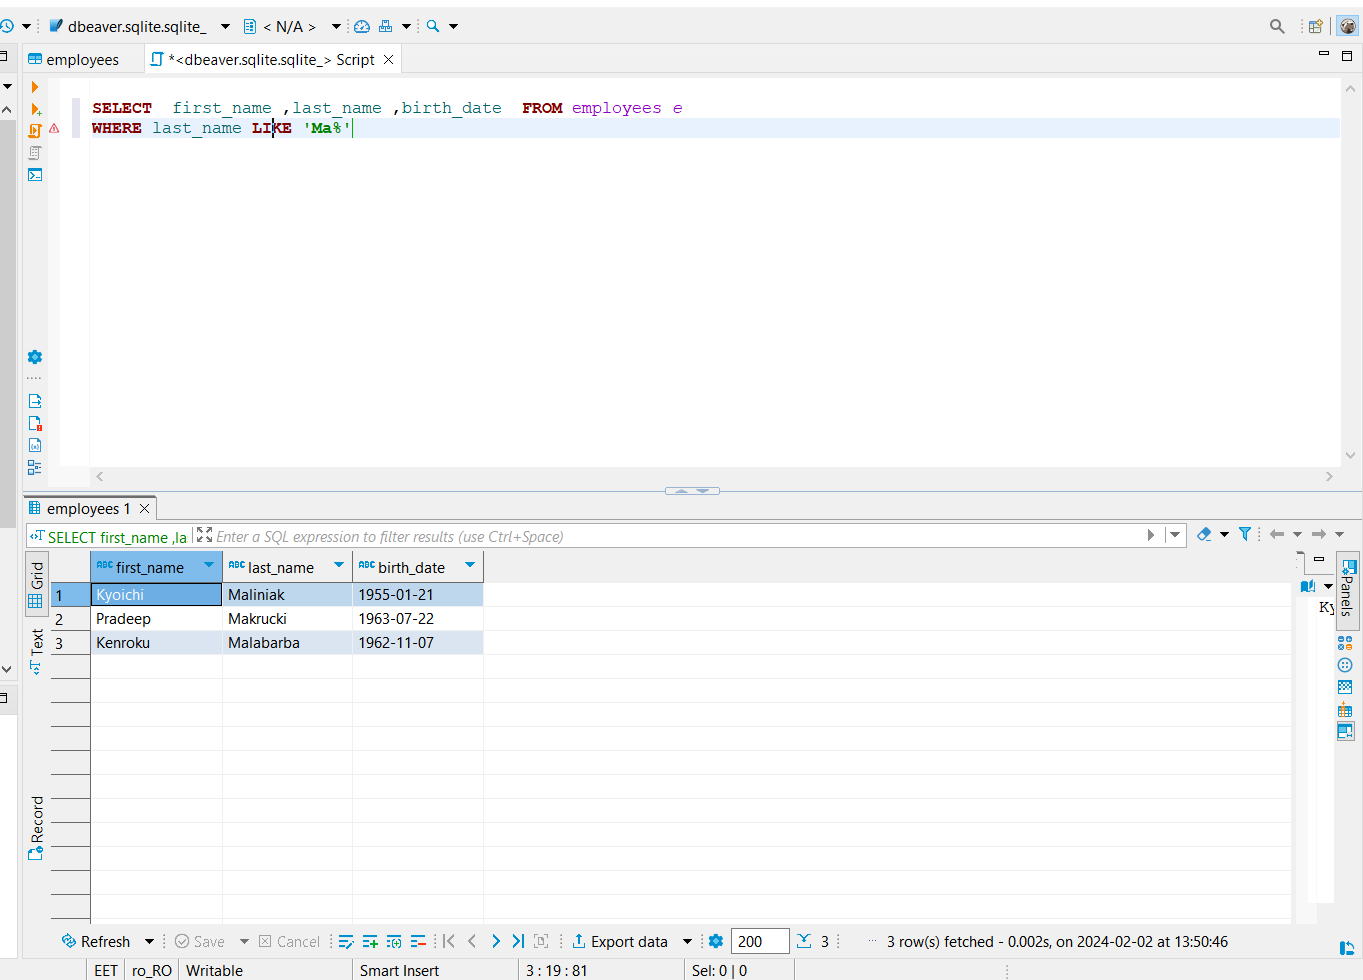 dbeaver.sqlite.sqlite_ < N/A >
employees *<dbeaver.sqlite.sqlite_> Script
SELECT first_name ,last_name ,birth_date FROM employees e
WHERE last_name LIKE 'Ma%'
employees 1
SELECT first_name ,la Enter a SQL expression to filter results (use Ctrl+Space)
Grid
Text
Record
ABC first_name ABC last_name ABC birth_date
1 Kyoichi Maliniak 1955-01-21
2 Pradeep Makrucki 1963-07-22
3 Kenroku Malabarba 1962-11-07
Ky
Panels
Refresh Save Cancel Export data 200 3 3 row(s) fetched - 0.002s, on 2024-02-02 at 13:50:46
EET ro_RO Writable Smart Insert 3 : 19 : 81 Sel: 0 | 0